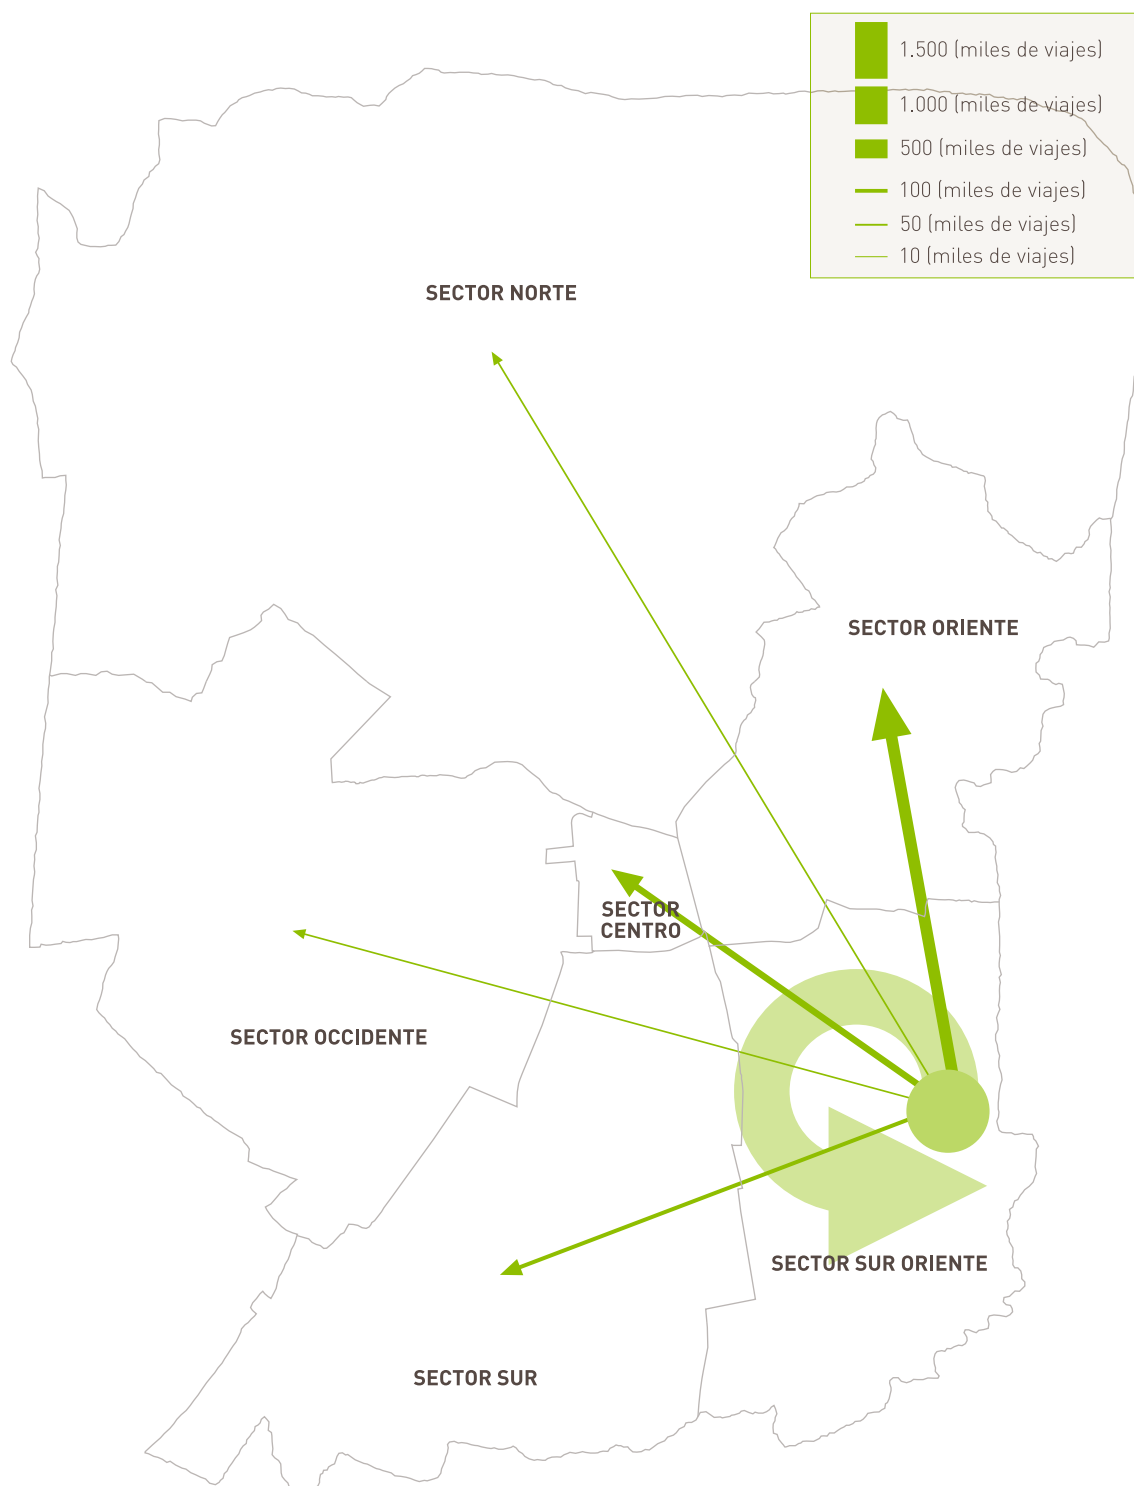 1.500 (miles de viajes)
1.000 (miles de viajes)
500 (miles de viajes)
100 (miles de viajes)
50 (miles de viajes)
10 (miles de viajes)
SECTOR NORTE
SECTOR ORIENTE
SECTOR
CENTRO
SECTOR OCCIDENTE
SECTOR SUR ORIENTE
SECTOR SUR